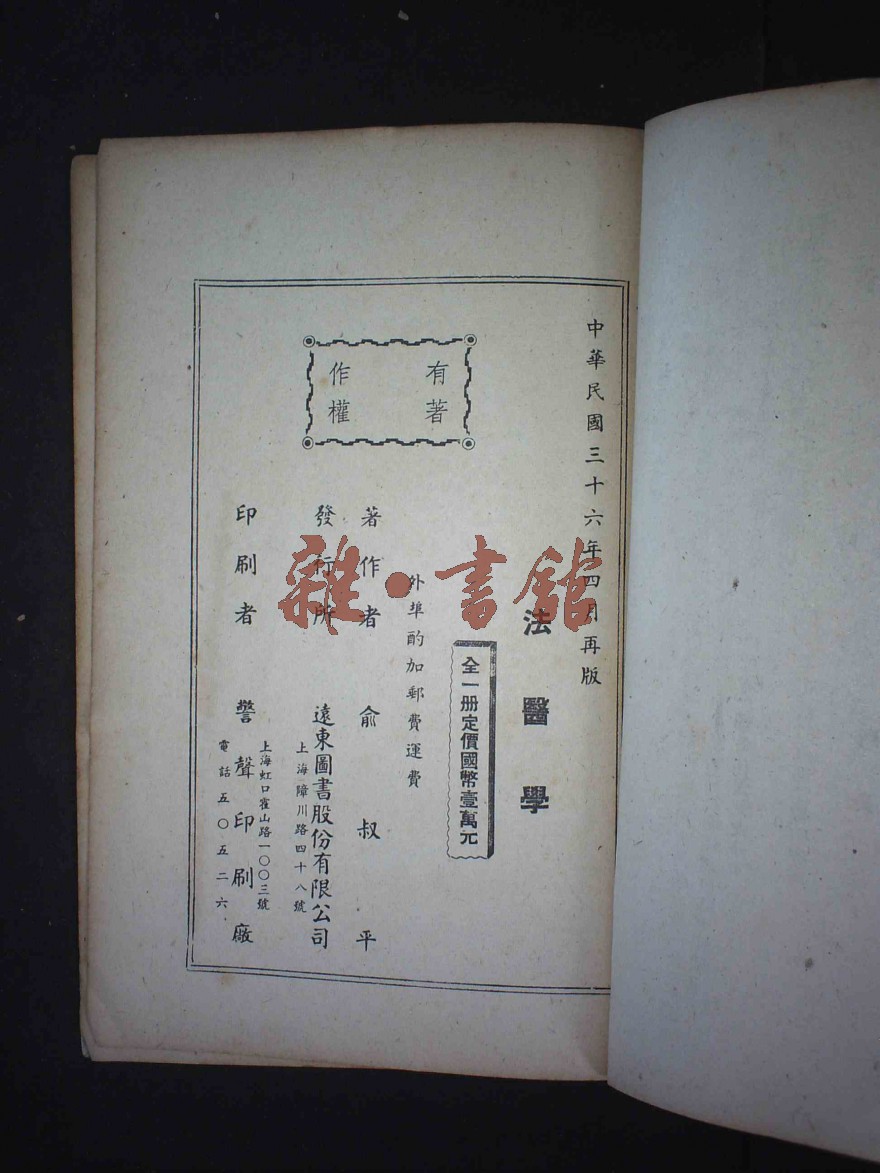 中華民國三十六年四月再版
法醫學
全一册定價國幣壹萬元
外埠酌加郵費運費
有著作權
著作者 俞叔平
發行所 遠東圖書股份有限公司
上海障川路四十八號
印刷者 警聲印刷廠
上海虹口霍山路一〇〇三號
電話五〇五二六
雜·書館